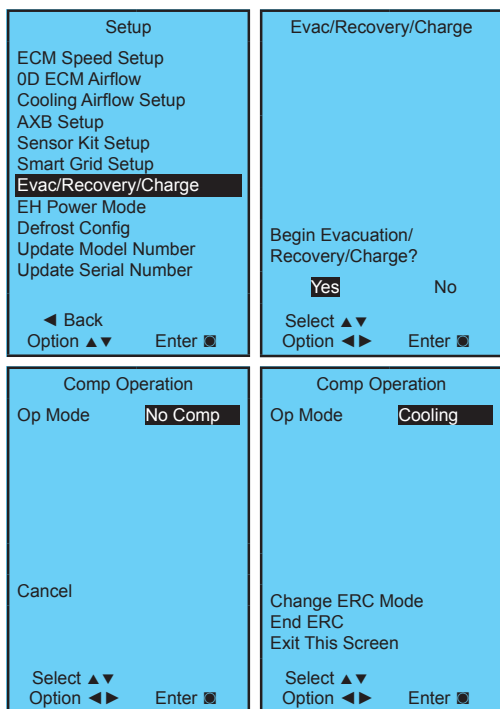 Setup
ECM Speed Setup
0D ECM Airflow
Cooling Airflow Setup
AXB Setup
Sensor Kit Setup
Smart Grid Setup
Evac/Recovery/Charge
EH Power Mode
Defrost Config
Update Model Number
Update Serial Number
◄ Back
Option ▲▼ Enter ◙
Evac/Recovery/Charge
Begin Evacuation/
Recovery/Charge?
Yes No
Select ▲▼
Option ◄► Enter ◙
Comp Operation
Op Mode No Comp
Cancel
Select ▲▼
Option ◄► Enter ◙
Comp Operation
Op Mode Cooling
Change ERC Mode
End ERC
Exit This Screen
Select ▲▼
Option ◄► Enter ◙